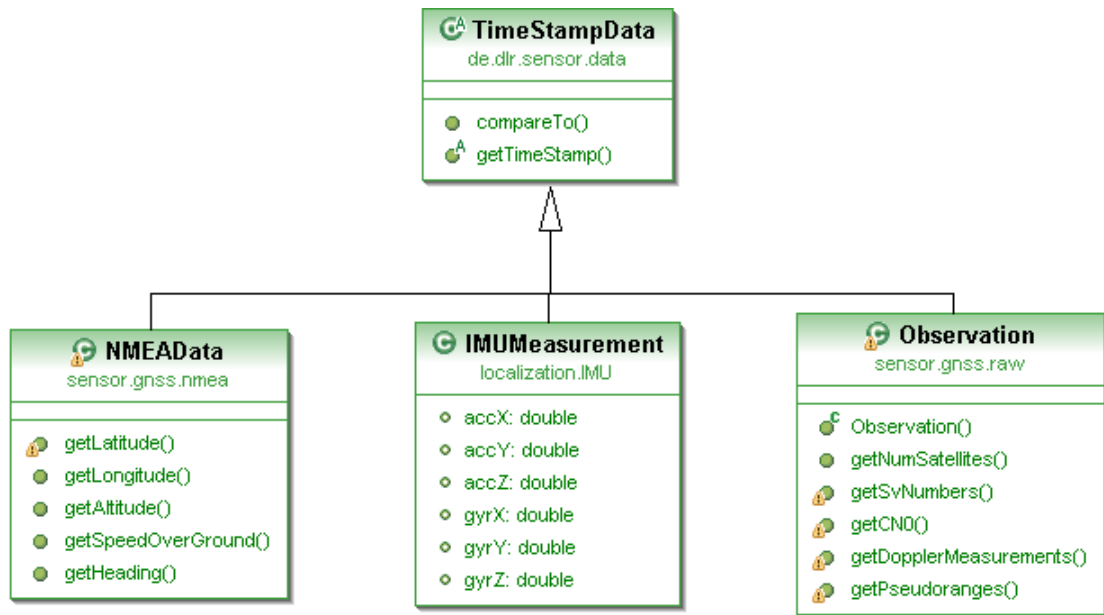 TimeStampData
de.dlr.sensor.data
compareTo()
getTimeStamp()
NMEAData
sensor.gnss.nmea
getLatitude()
getLongitude()
getAltitude()
getSpeedOverGround()
getHeading()
IMUMeasurement
localization.IMU
accX: double
accY: double
accZ: double
gyrX: double
gyrY: double
gyrZ: double
Observation
sensor.gnss.raw
Observation()
getNumSatellites()
getSvNumbers()
getCN0()
getDopplerMeasurements()
getPseudoranges()